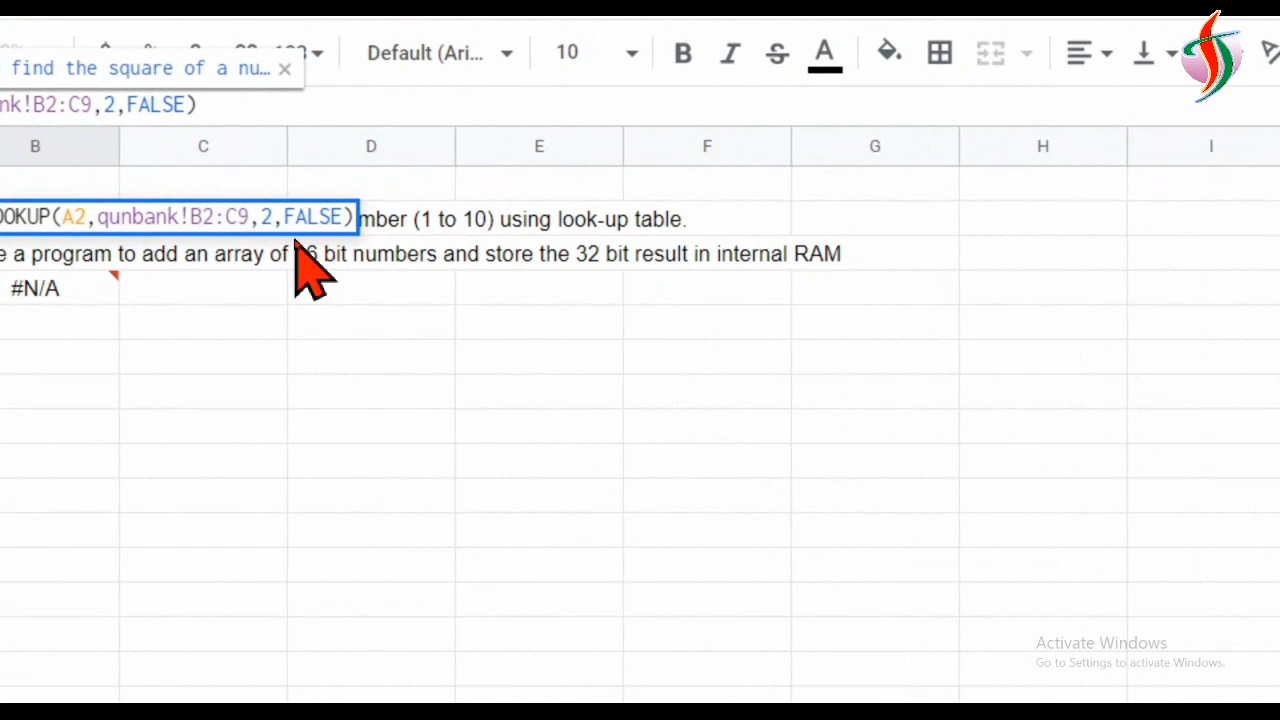 Default (Ari... 10 B I S A
find the square of a nu... ×
nk!B2:C9,2,FALSE)
B C D E F G H I
OOKUP(A2,qunbank!B2:C9,2,FALSE) mber (1 to 10) using look-up table.
e a program to add an array of 6 bit numbers and store the 32 bit result in internal RAM
#N/A
Activate Windows
Go to Settings to activate Windows.